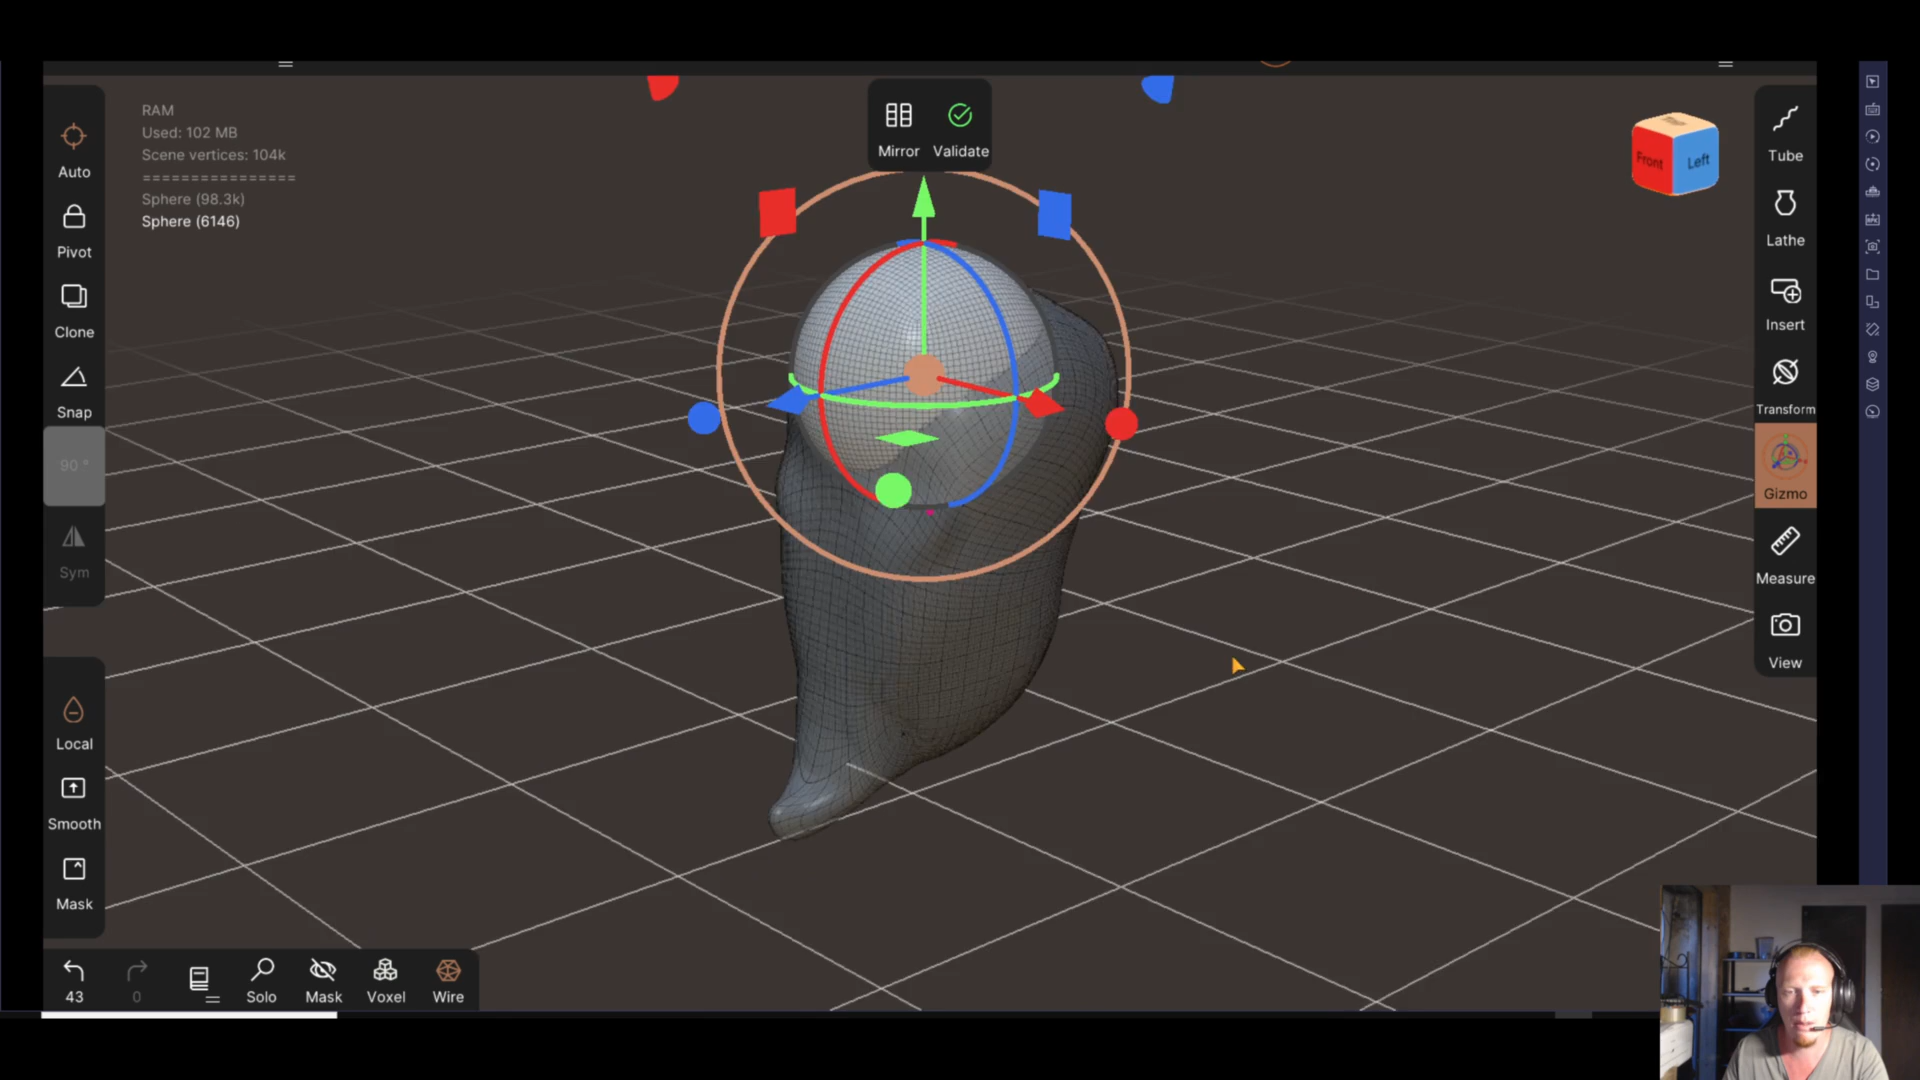 RAM
Used: 102 MB
Scene vertices: 104k
================
Sphere (98.3k)
Sphere (6146)
Auto
Pivot
Clone
Snap
90 °
Sym
Local
Smooth
Mask
Mirror
Validate
Top
Front
Left
Tube
Lathe
Insert
Transform
Gizmo
Measure
View
43
0
Solo
Mask
Voxel
Wire